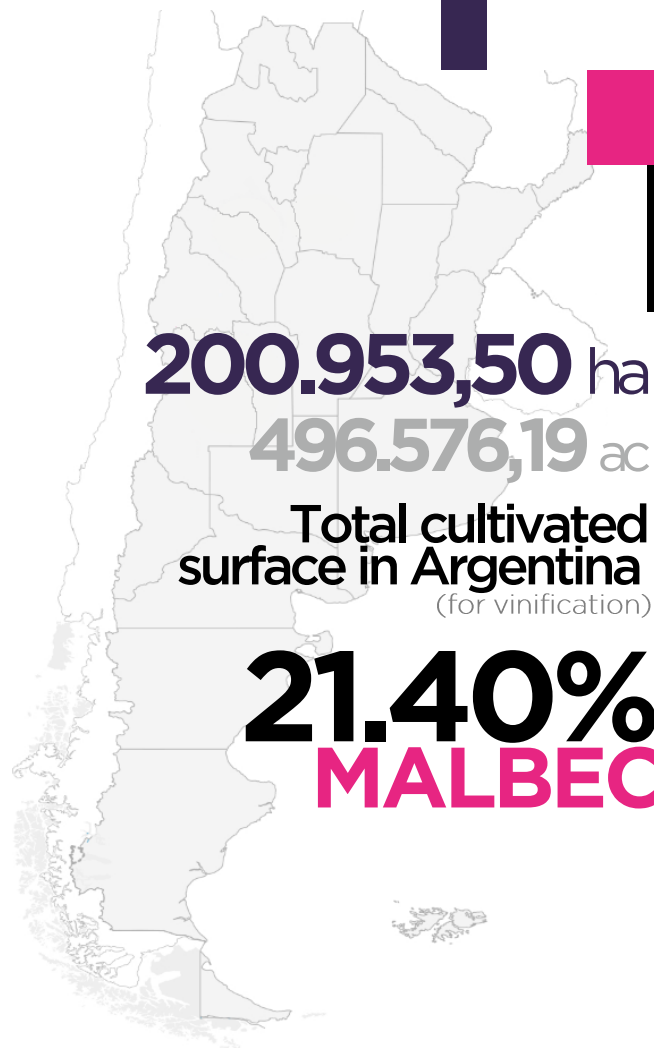 200.953,50 ha
496.576,19 ac
Total cultivated
surface in Argentina
(for vinification)
21.40%
MALBEC